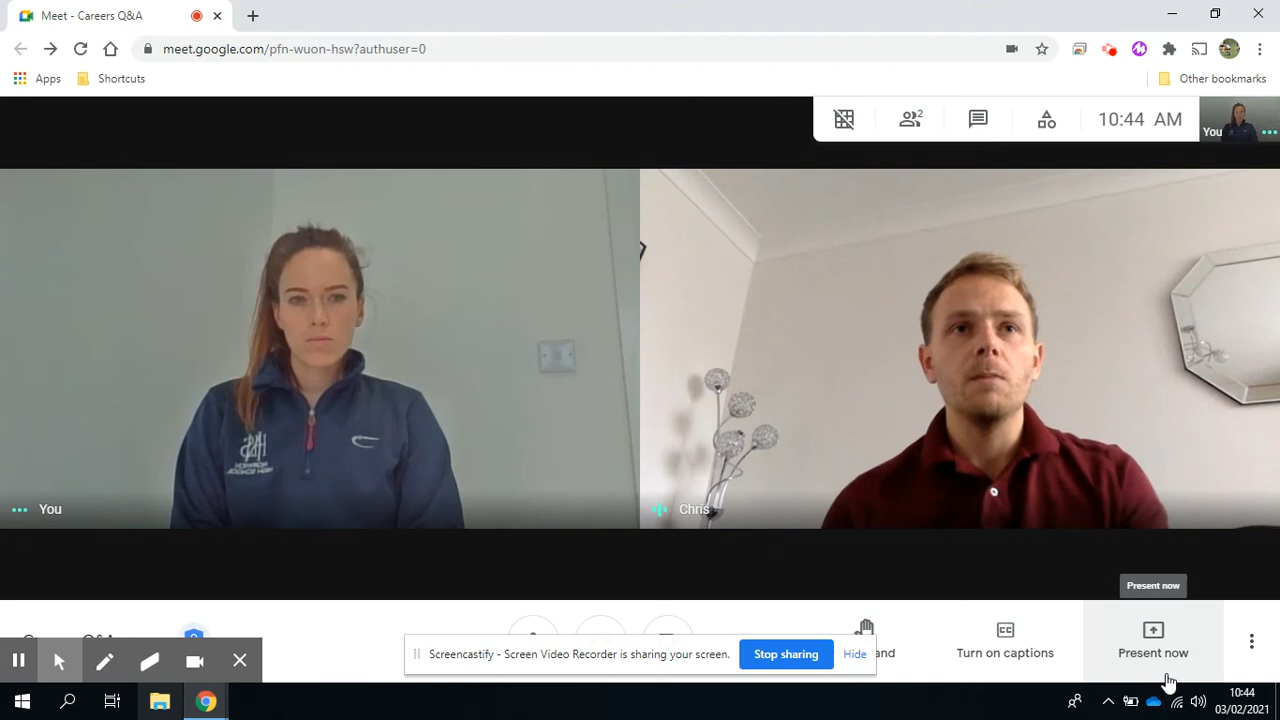 Meet - Careers Q&A
meet.google.com/pfn-wuon-hsw?authuser=0
Apps
Shortcuts
Other bookmarks
2
10:44 AM
You
You
Chris
Present now
Q&A
and
Turn on captions
Present now
Screencastify - Screen Video Recorder is sharing your screen.
Stop sharing
Hide
10:44
03/02/2021